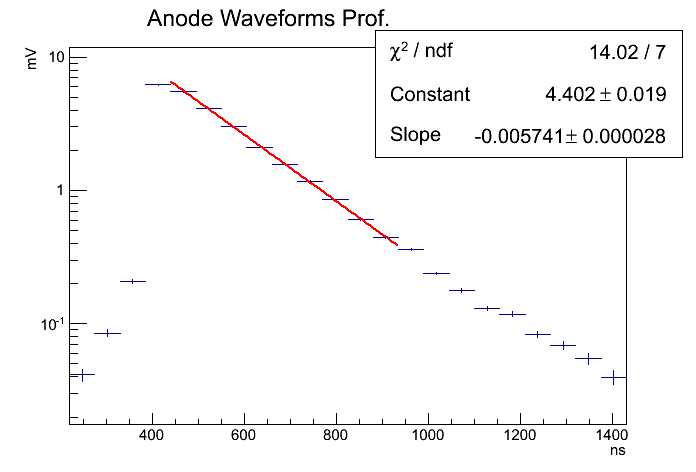 Anode Waveforms Prof.
mV
χ² / ndf 14.02 / 7
Constant 4.402 ± 0.019
Slope -0.005741± 0.000028
10
1
10⁻¹
400 600 800 1000 1200 1400
ns